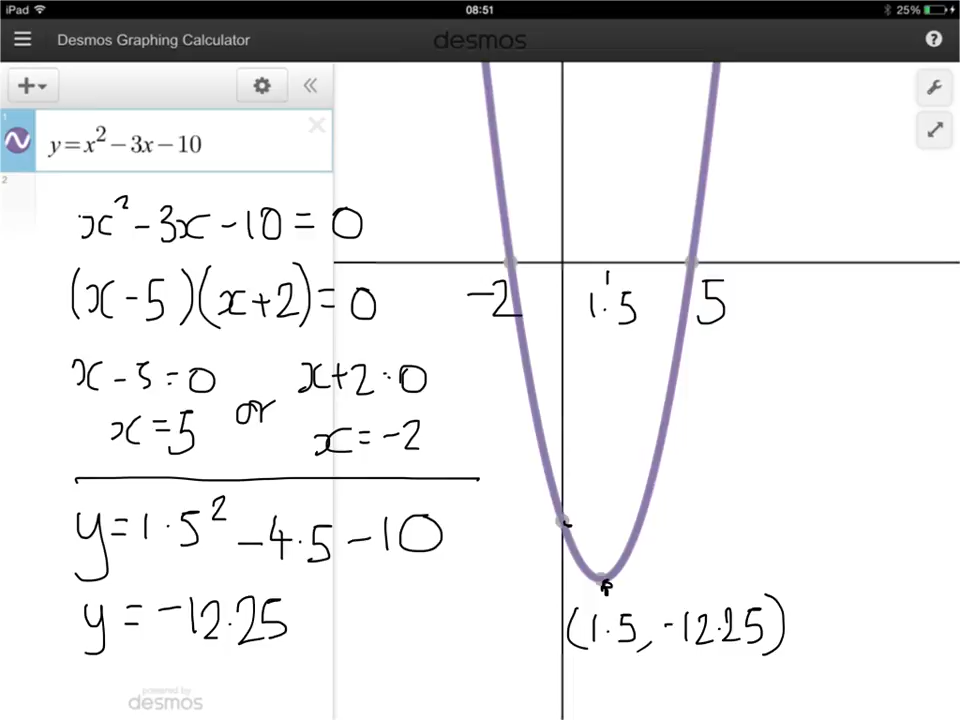 iPad 08:51 25%
Desmos Graphing Calculator desmos ?
1 y=x²−3x−10
2
x²-3x-10=0
(x-5)(x+2)=0
x-5=0 or x+2=0
x=5 x=-2
y=1.5²-4.5-10
y=-12.25
-2 1.5 5
(1.5,-12.25)
powered by
desmos